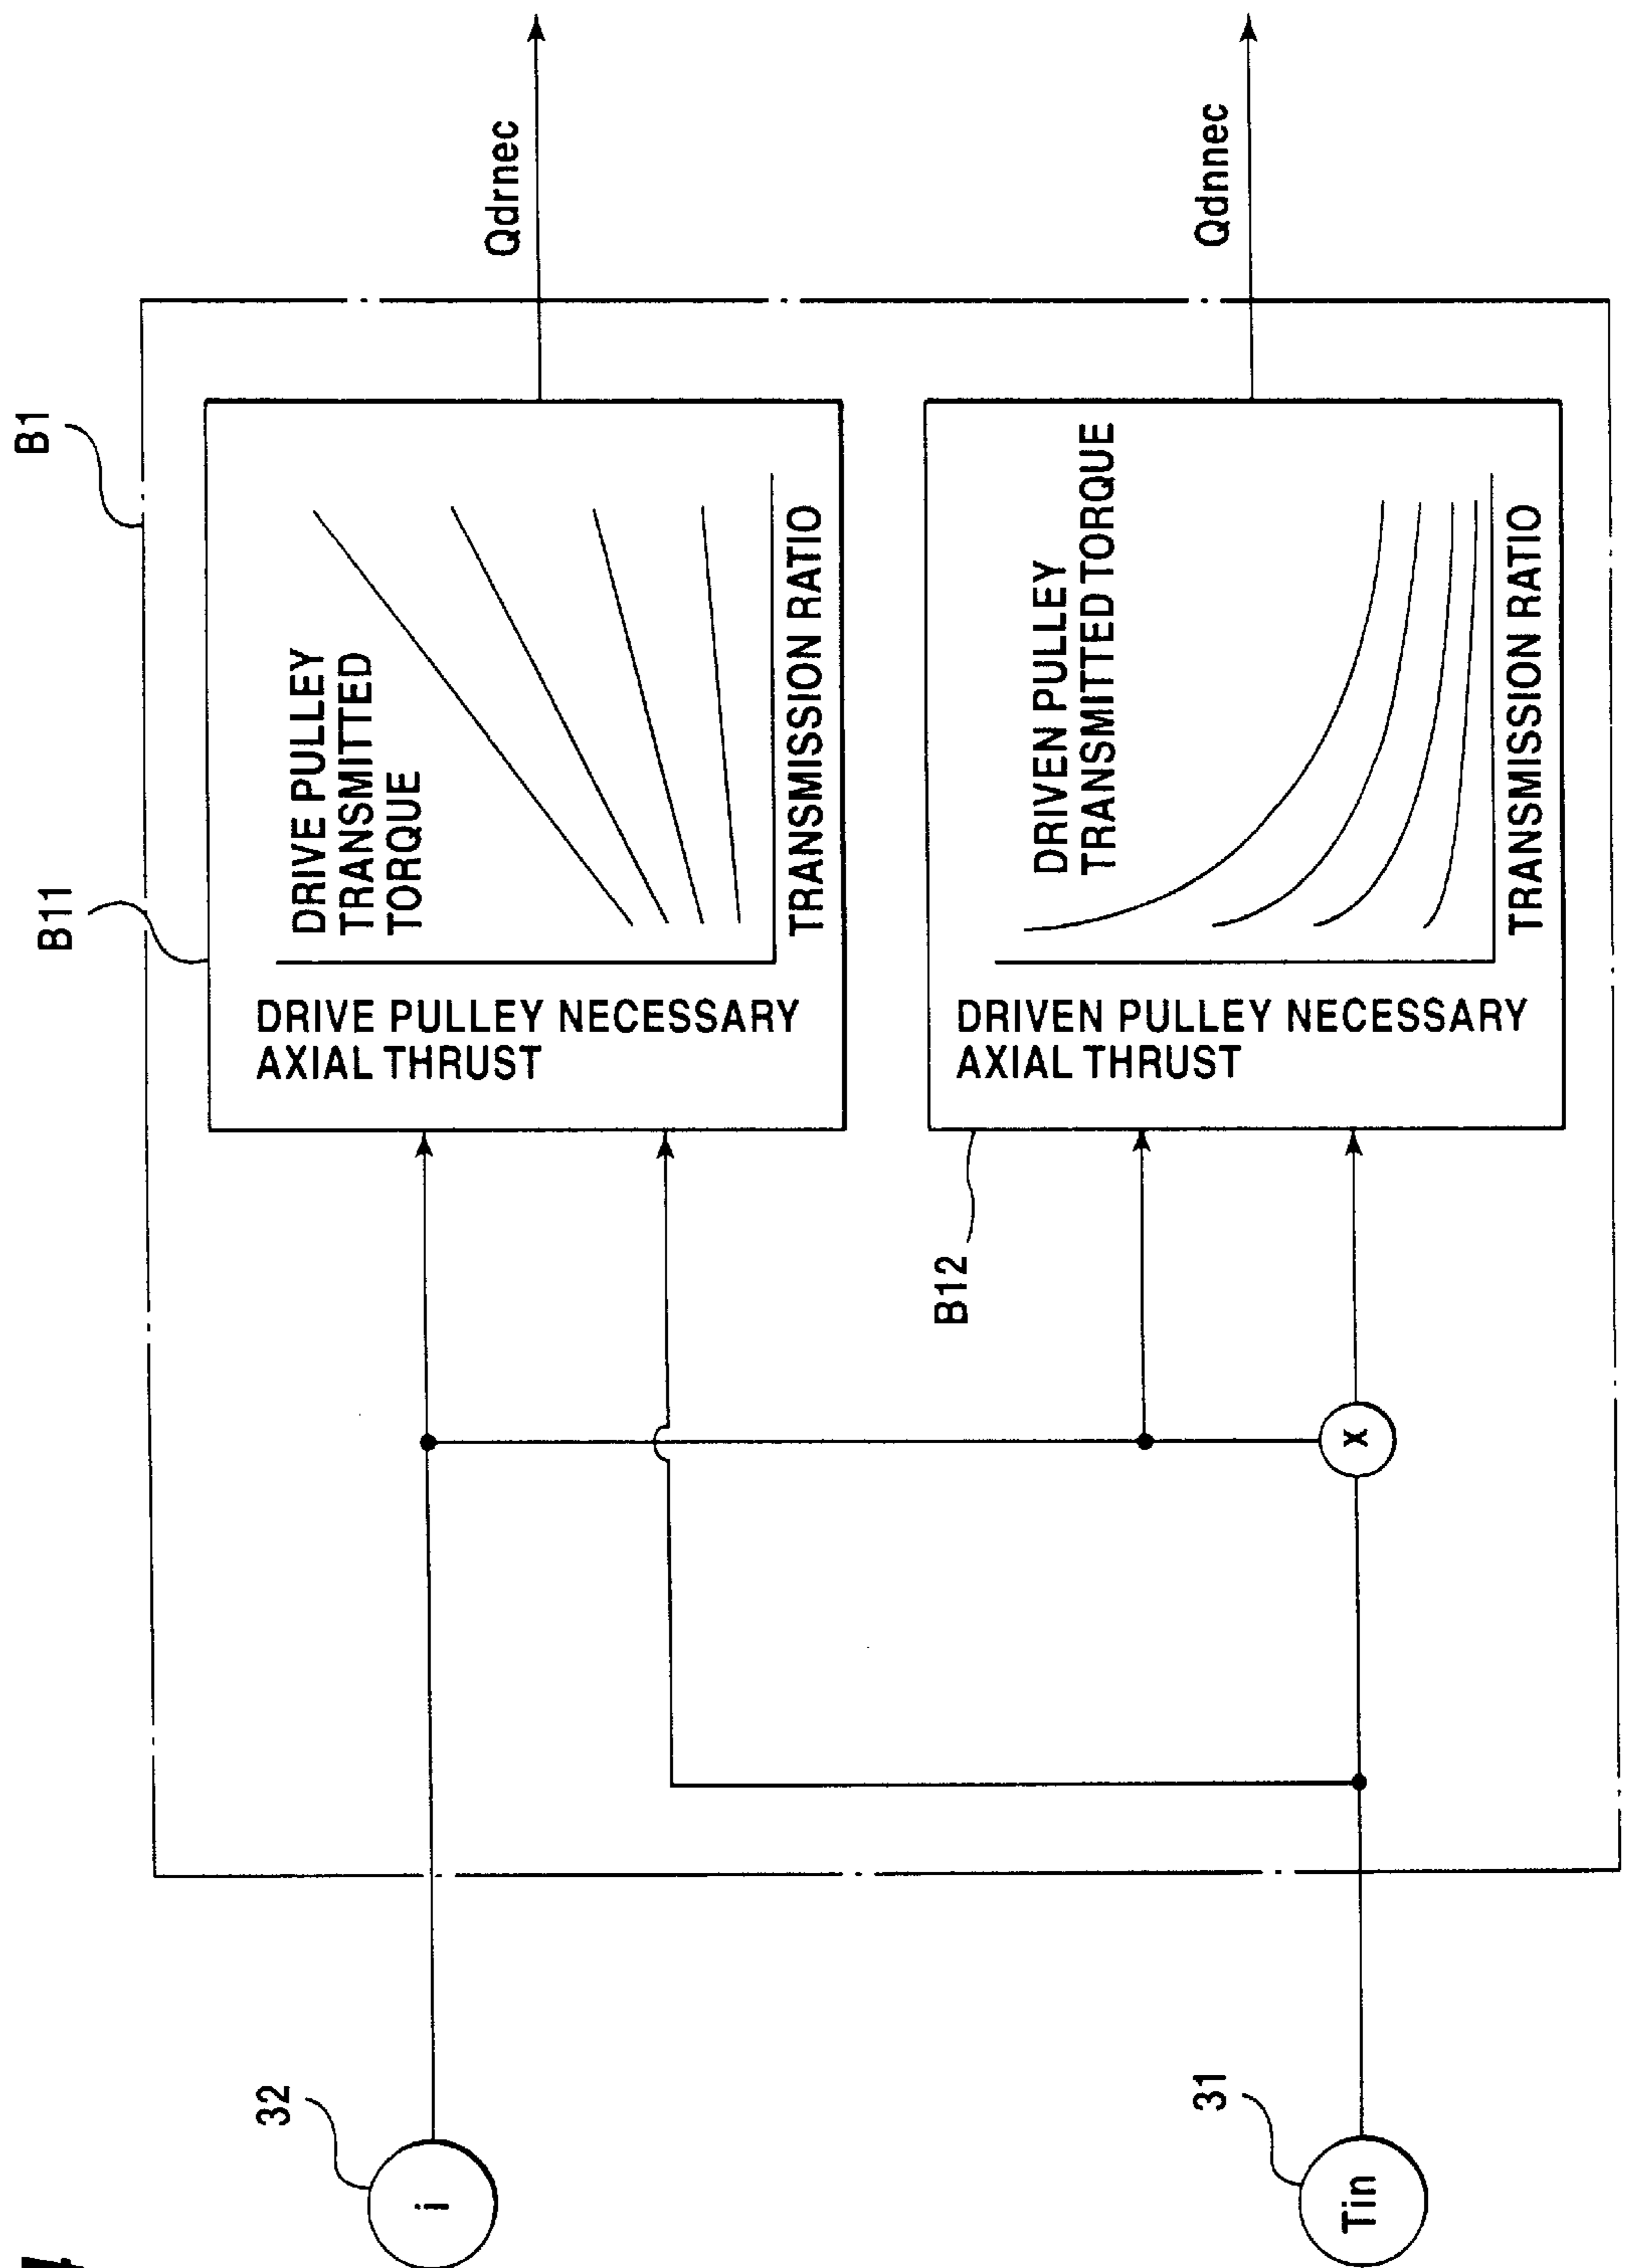 B1
B11
DRIVE PULLEY
TRANSMITTED
TORQUE
TRANSMISSION RATIO
DRIVE PULLEY NECESSARY
AXIAL THRUST
Qdrnec
B12
DRIVEN PULLEY
TRANSMITTED TORQUE
TRANSMISSION RATIO
DRIVEN PULLEY NECESSARY
AXIAL THRUST
Qdnnec
32
i
x
31
Tin